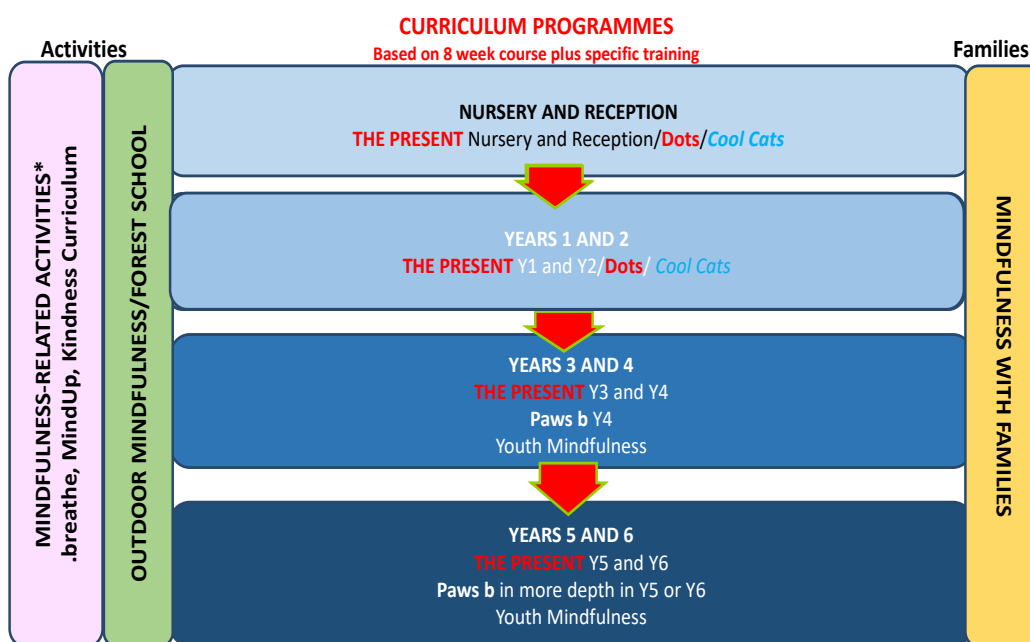 CURRICULUM PROGRAMMES
Based on 8 week course plus specific training
Activities
Families
MINDFULNESS-RELATED ACTIVITIES*
.breathe, MindUp, Kindness Curriculum
OUTDOOR MINDFULNESS/FOREST SCHOOL
NURSERY AND RECEPTION
THE PRESENT Nursery and Reception/Dots/Cool Cats
YEARS 1 AND 2
THE PRESENT Y1 and Y2/Dots/ Cool Cats
YEARS 3 AND 4
THE PRESENT Y3 and Y4
Paws b Y4
Youth Mindfulness
YEARS 5 AND 6
THE PRESENT Y5 and Y6
Paws b in more depth in Y5 or Y6
Youth Mindfulness
MINDFULNESS WITH FAMILIES